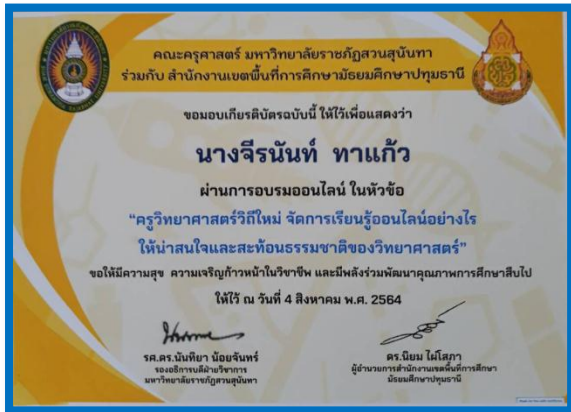 คณะครุศาสตร์ มหาวิทยาลัยราชภัฏสวนสุนันทา
ร่วมกับ สำนักงานเขตพื้นที่การศึกษามัธยมศึกษาปทุมธานี
ขอมอบเกียรติบัตรฉบับนี้ ให้ไว้เพื่อแสดงว่า
นางจีรนันท์ ทาแก้ว
ผ่านการอบรมออนไลน์ ในหัวข้อ
“ครูวิทยาศาสตร์วิถีใหม่ จัดการเรียนรู้ออนไลน์อย่างไร
ให้น่าสนใจและสะท้อนธรรมชาติของวิทยาศาสตร์”
ขอให้มีความสุข ความเจริญก้าวหน้าในวิชาชีพ และมีพลังร่วมพัฒนาคุณภาพการศึกษาสืบไป
ให้ไว้ ณ วันที่ 4 สิงหาคม พ.ศ. 2564
รศ.ดร.นันทิยา น้อยจันทร์
รองอธิการบดีฝ่ายวิชาการ
มหาวิทยาลัยราชภัฏสวนสุนันทา
ดร.นิยม ไผ่โสภา
ผู้อำนวยการสำนักงานเขตพื้นที่การศึกษา
มัธยมศึกษาปทุมธานี